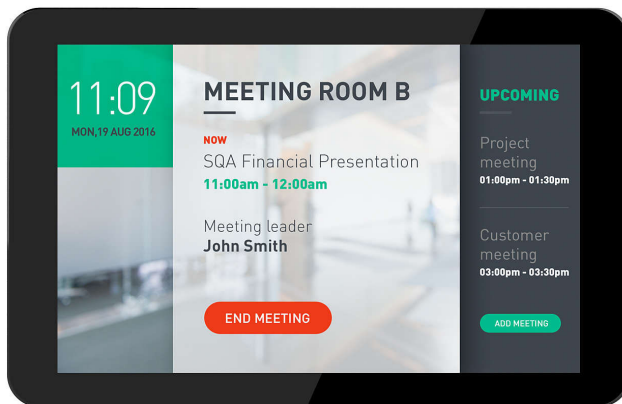 11:09
MON,19 AUG 2016
MEETING ROOM B
NOW
SQA Financial Presentation
11:00am - 12:00am
Meeting leader
John Smith
END MEETING
UPCOMING
Project
meeting
01:00pm - 01:30pm
Customer
meeting
03:00pm - 03:30pm
ADD MEETING